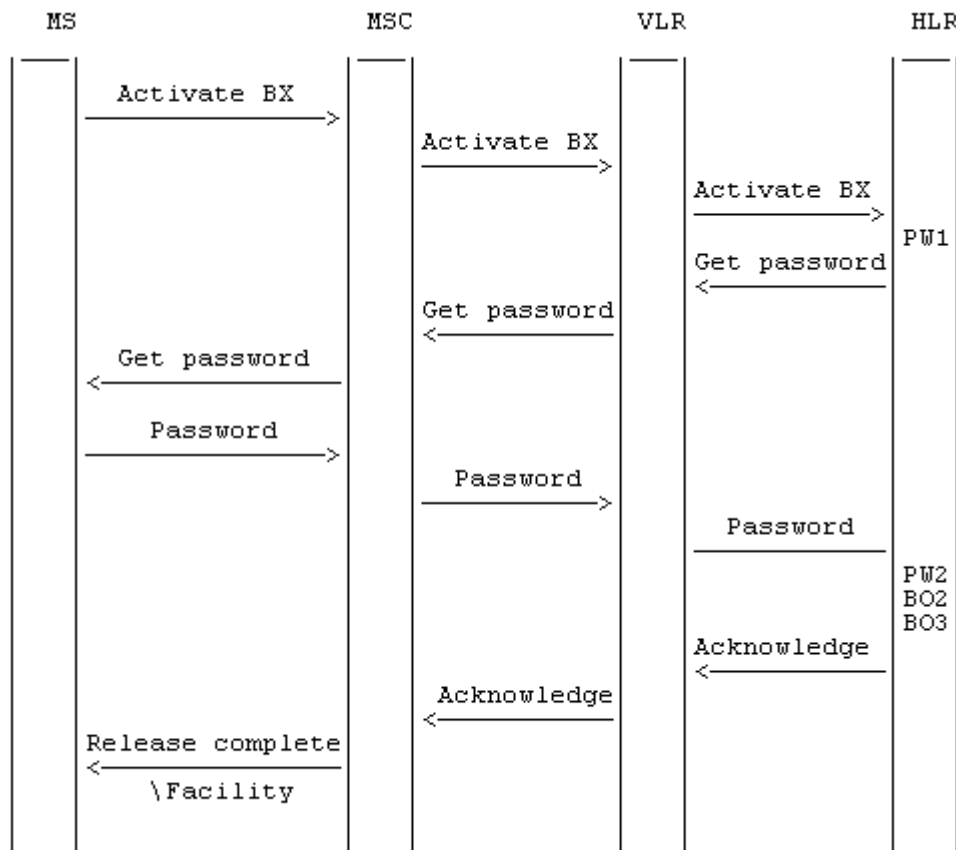 MS MSC VLR HLR
Activate BX
Activate BX
Activate BX
PW1
Get password
Get password
Get password
Password
Password
Password
PW2
BO2
BO3
Acknowledge
Acknowledge
Release complete
\Facility